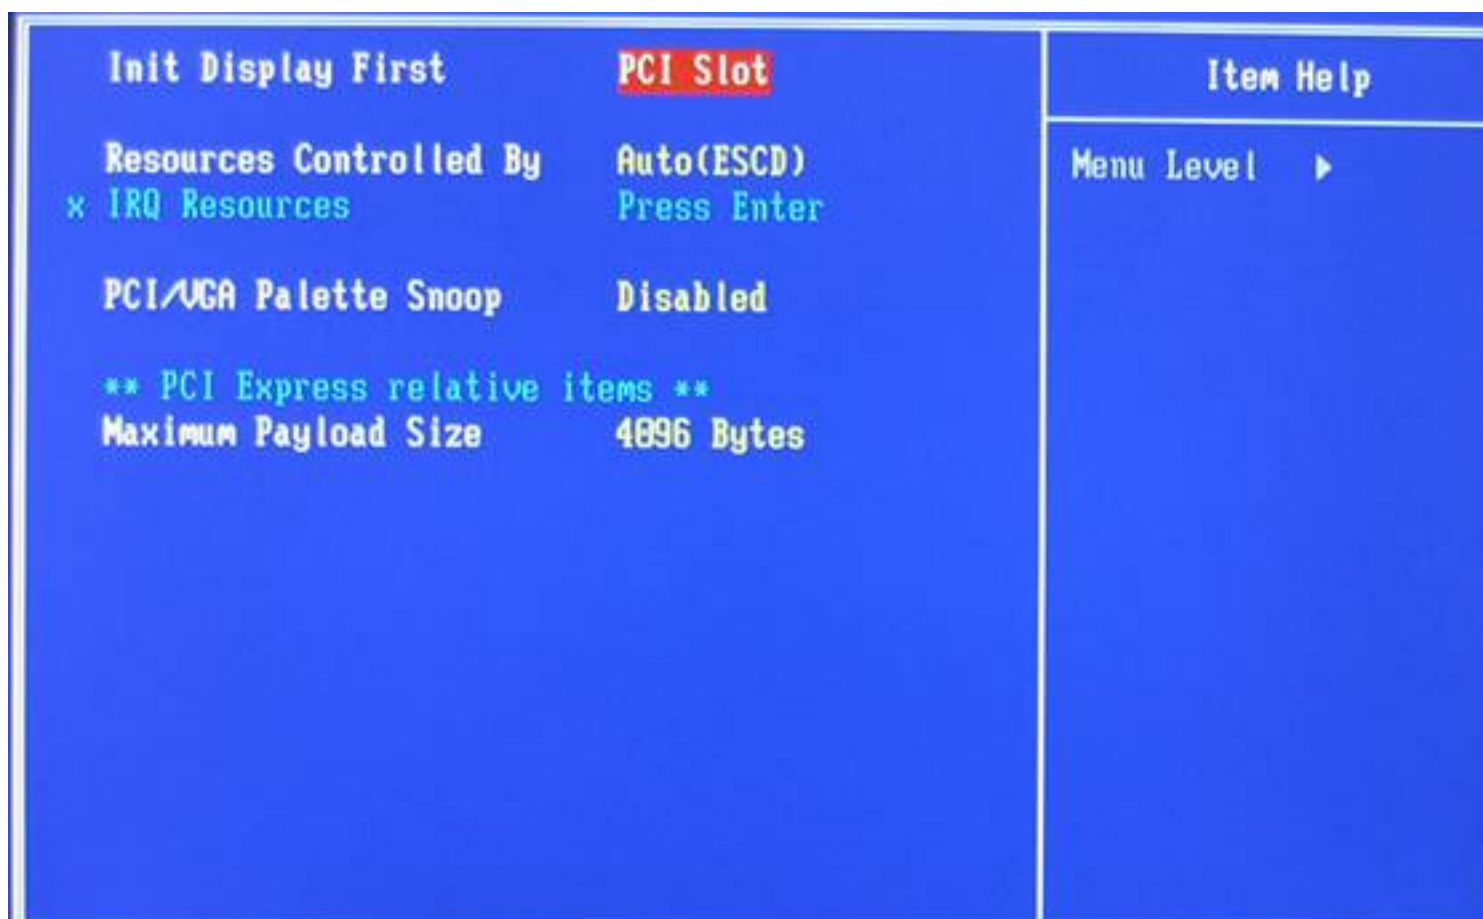 Init Display First PCI Slot
Resources Controlled By Auto(ESCD)
x IRQ Resources Press Enter
PCI/VGA Palette Snoop Disabled
** PCI Express relative items **
Maximum Payload Size 4096 Bytes
Item Help
Menu Level ▶